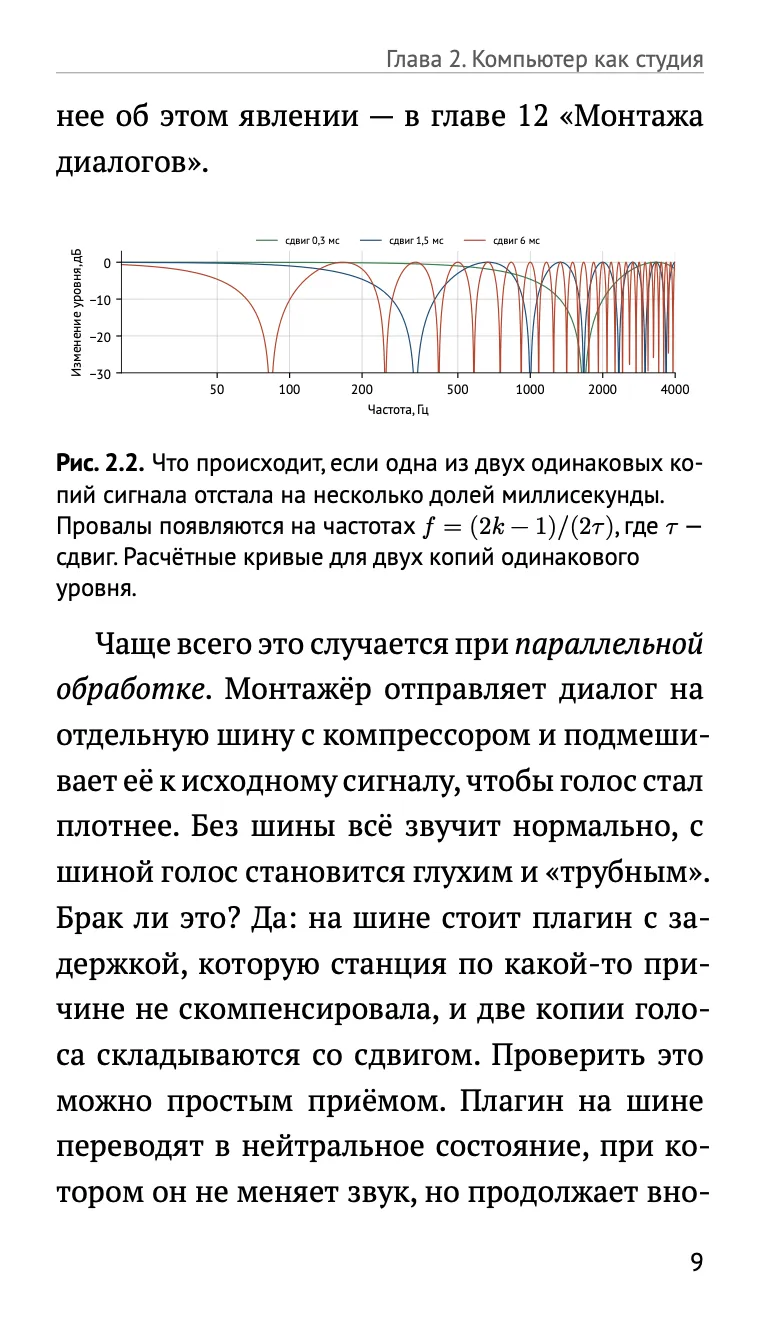 Глава 2. Компьютер как студия
нее об этом явлении — в главе 12 «Монтажа
диалогов».
сдвиг 0,3 мс сдвиг 1,5 мс сдвиг 6 мс
Изменение уровня, дБ
0
−10
−20
−30
50 100 200 500 1000 2000 4000
Частота, Гц
Рис. 2.2. Что происходит, если одна из двух одинаковых ко-
пий сигнала отстала на несколько долей миллисекунды.
Провалы появляются на частотах f = (2k − 1)/(2τ), где τ —
сдвиг. Расчётные кривые для двух копий одинакового
уровня.
Чаще всего это случается при параллельной
обработке. Монтажёр отправляет диалог на
отдельную шину с компрессором и подмеши-
вает её к исходному сигналу, чтобы голос стал
плотнее. Без шины всё звучит нормально, с
шиной голос становится глухим и «трубным».
Брак ли это? Да: на шине стоит плагин с за-
держкой, которую станция по какой-то при-
чине не скомпенсировала, и две копии голо-
са складываются со сдвигом. Проверить это
можно простым приёмом. Плагин на шине
переводят в нейтральное состояние, при ко-
тором он не меняет звук, но продолжает вно-
9